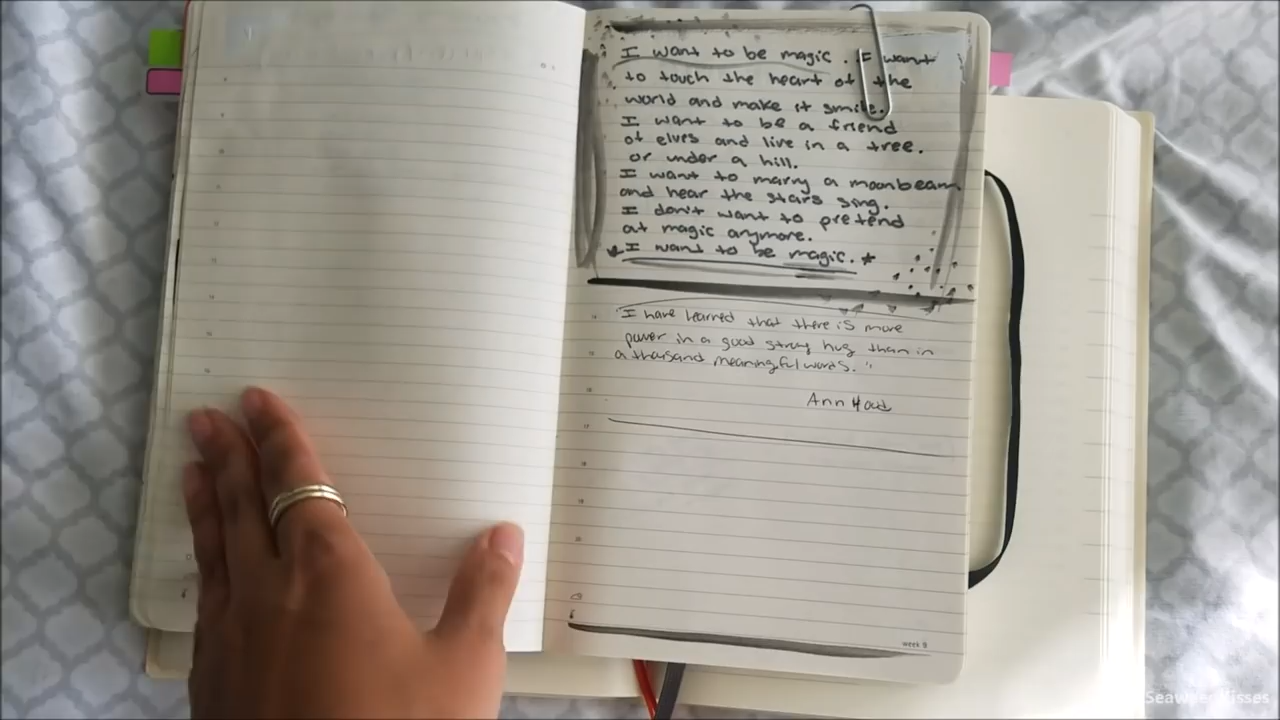 I want to be magic. I want
to touch the heart of the
world and make it smile.
I want to be a friend
of elves and live in a tree.
or under a hill.
I want to marry a moonbeam
and hear the stars sing.
I don't want to pretend
at magic anymore.
I want to be magic.
"I have learned that there is more
power in a good strong hug than in
a thousand meaningful words."
Ann Hood
week 9
SeaweedKisses